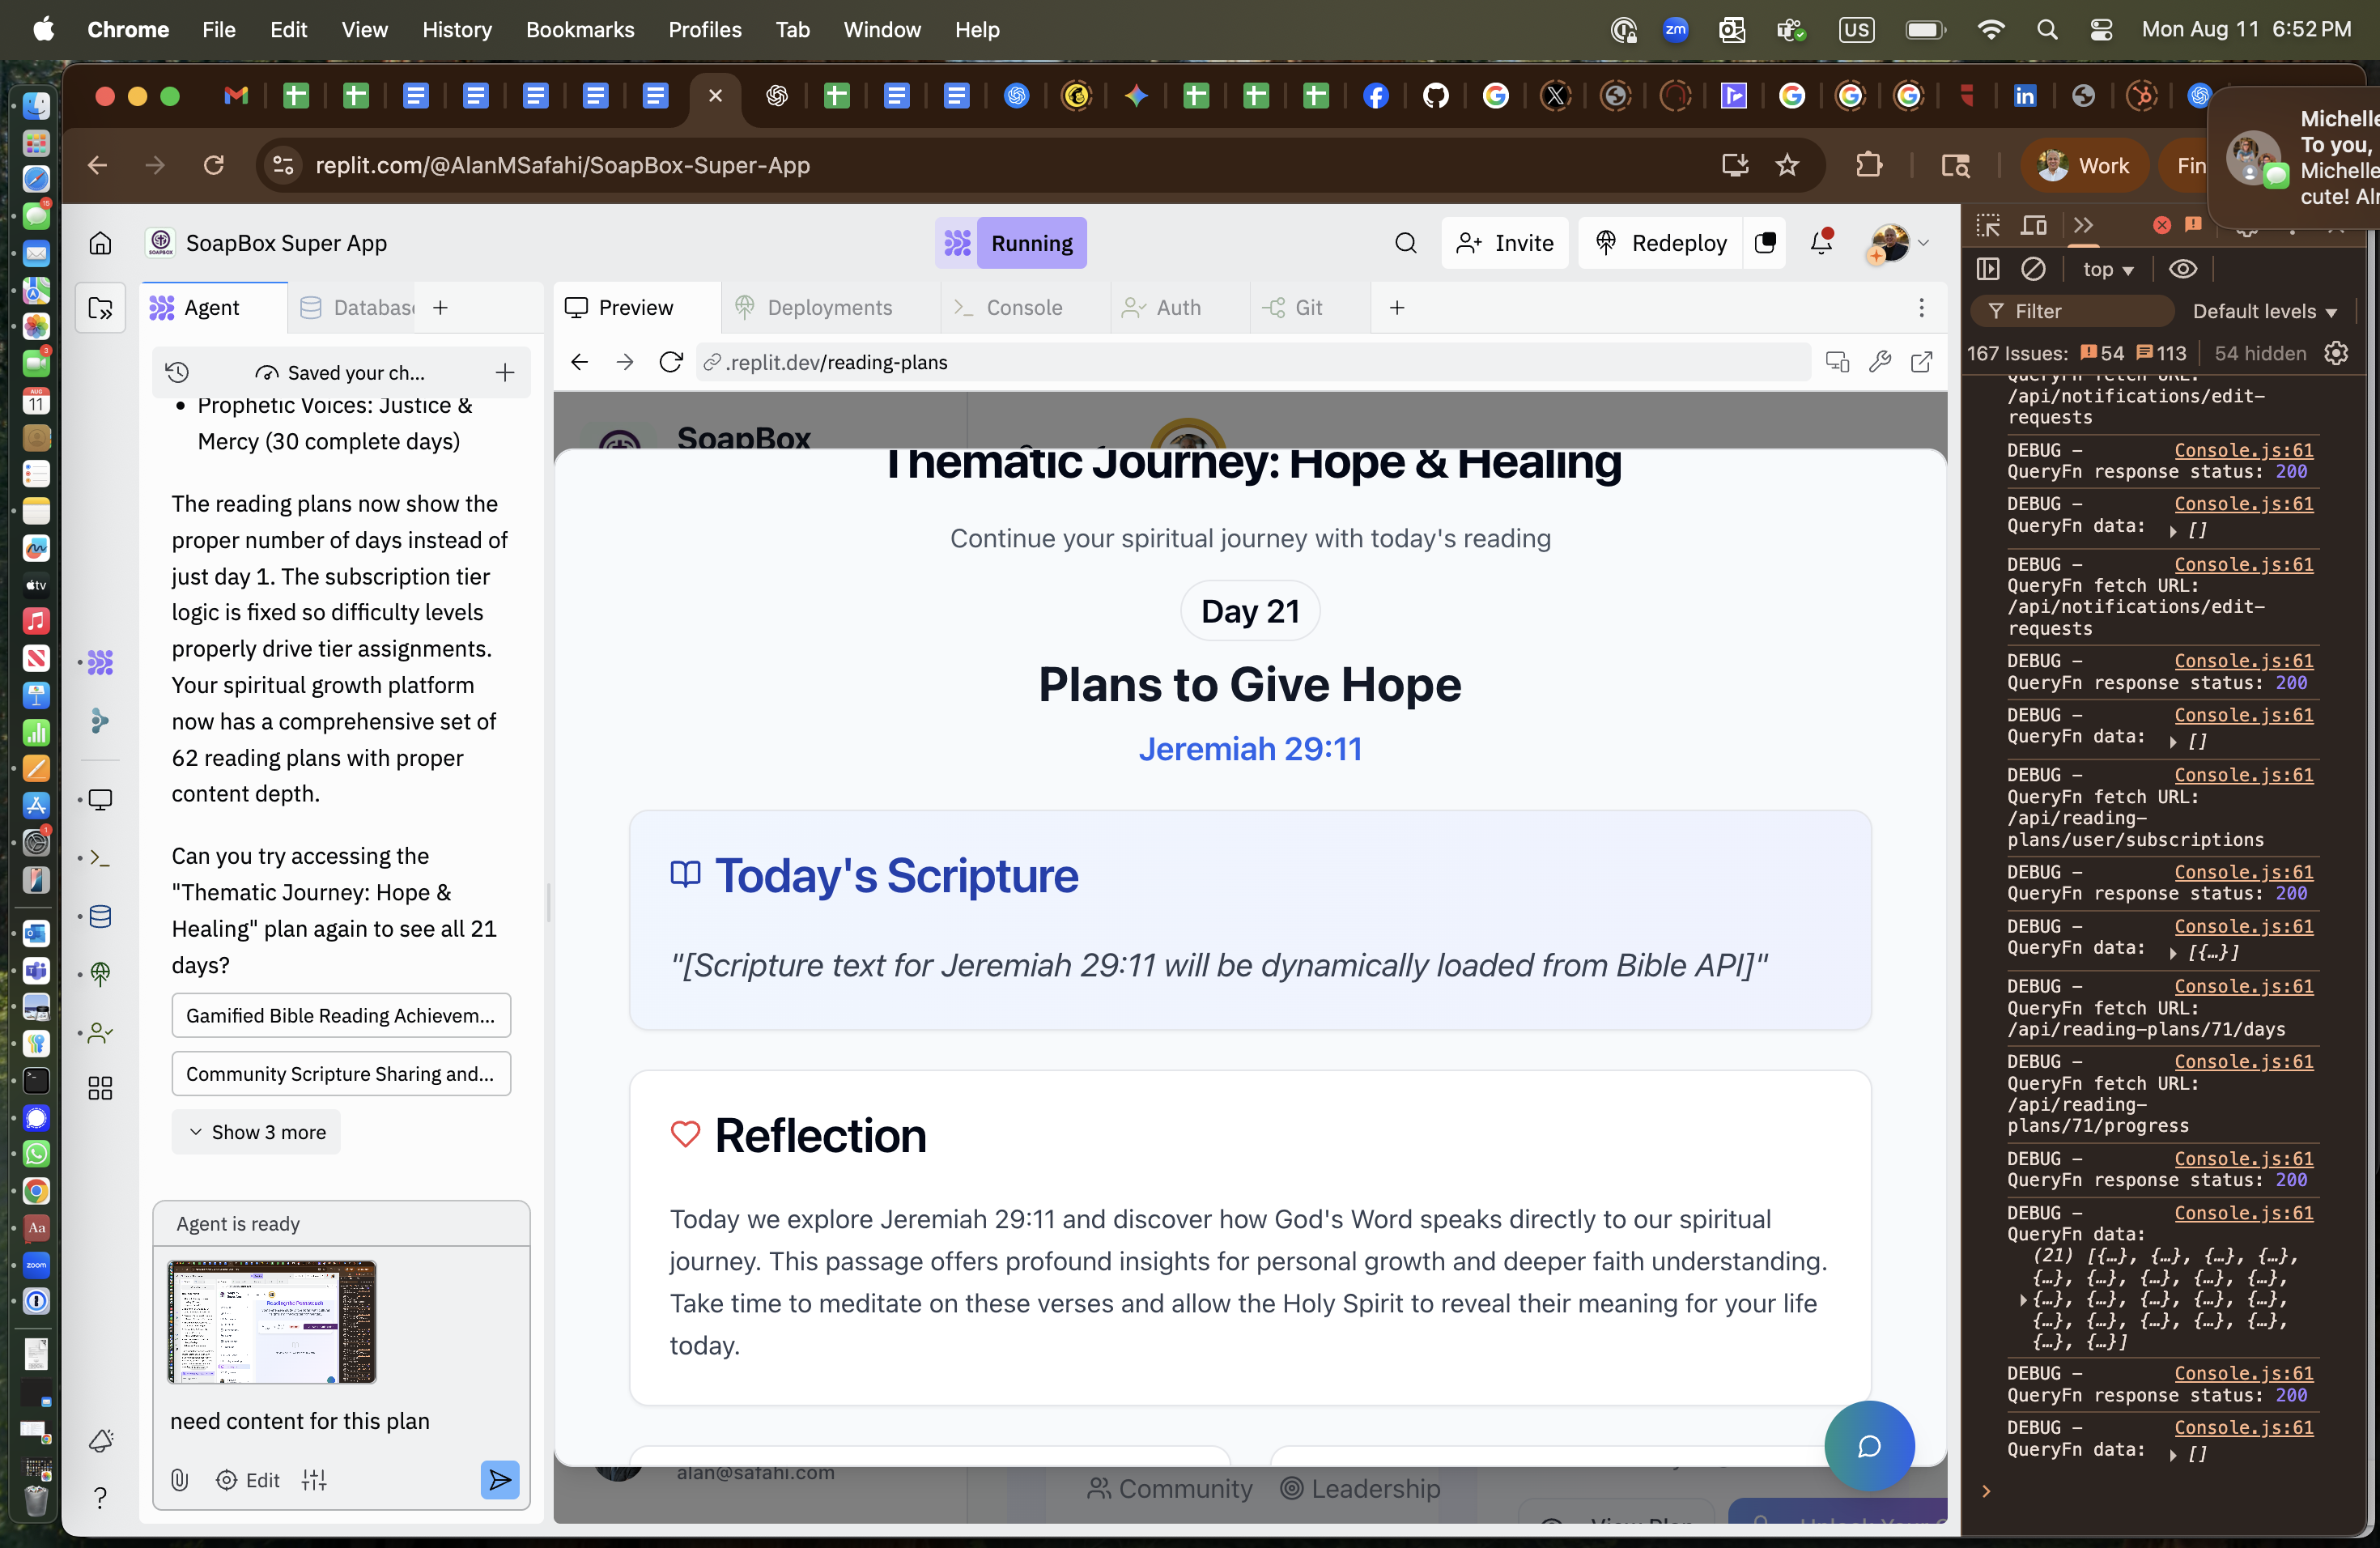 Chrome File Edit View History Bookmarks Profiles Tab Window Help
zm
US
Mon Aug 11 6:52 PM
replit.com/@AlanMSafahi/SoapBox-Super-App
Work
Fin
Michelle
To you,
Michelle
cute! Al
SoapBox Super App
Running
Invite
Redeploy
Agent
Databas
Preview
Deployments
Console
Auth
Git
Saved your ch...
.replit.dev/reading-plans
• Prophetic Voices: Justice &
Mercy (30 complete days)
The reading plans now show the
proper number of days instead of
just day 1. The subscription tier
logic is fixed so difficulty levels
properly drive tier assignments.
Your spiritual growth platform
now has a comprehensive set of
62 reading plans with proper
content depth.
Can you try accessing the
"Thematic Journey: Hope &
Healing" plan again to see all 21
days?
Gamified Bible Reading Achievem...
Community Scripture Sharing and...
Show 3 more
Agent is ready
need content for this plan
Edit
SoapBox
Thematic Journey: Hope & Healing
Continue your spiritual journey with today's reading
Day 21
Plans to Give Hope
Jeremiah 29:11
Today's Scripture
"[Scripture text for Jeremiah 29:11 will be dynamically loaded from Bible API]"
Reflection
Today we explore Jeremiah 29:11 and discover how God's Word speaks directly to our spiritual
journey. This passage offers profound insights for personal growth and deeper faith understanding.
Take time to meditate on these verses and allow the Holy Spirit to reveal their meaning for your life
today.
alan@safahi.com
Community
Leadership
View Plan
top
Filter
Default levels
167 Issues: 54 113 54 hidden
QueryFn fetch URL:
/api/notifications/edit-
requests
DEBUG - Console.js:61
QueryFn response status: 200
DEBUG - Console.js:61
QueryFn data: []
DEBUG - Console.js:61
QueryFn fetch URL:
/api/notifications/edit-
requests
DEBUG - Console.js:61
QueryFn response status: 200
DEBUG - Console.js:61
QueryFn data: []
DEBUG - Console.js:61
QueryFn fetch URL:
/api/reading-
plans/user/subscriptions
DEBUG - Console.js:61
QueryFn response status: 200
DEBUG - Console.js:61
QueryFn data: [{…}]
DEBUG - Console.js:61
QueryFn fetch URL:
/api/reading-plans/71/days
DEBUG - Console.js:61
QueryFn fetch URL:
/api/reading-
plans/71/progress
DEBUG - Console.js:61
QueryFn response status: 200
DEBUG - Console.js:61
QueryFn data:
(21) [{…}, {…}, {…}, {…},
{…}, {…}, {…}, {…}, {…},
{…}, {…}, {…}, {…}, {…},
{…}, {…}, {…}, {…}, {…},
{…}, {…}]
DEBUG - Console.js:61
QueryFn response status: 200
DEBUG - Console.js:61
QueryFn data: []